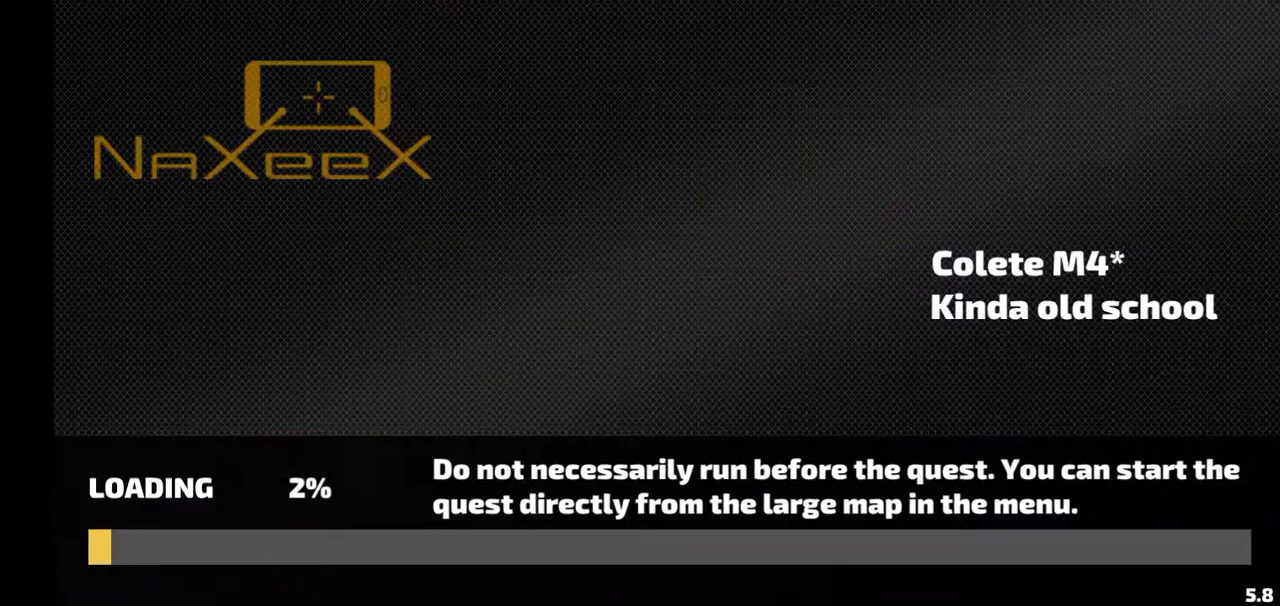 NaXeeX
Colete M4*
Kinda old school
LOADING 2%
Do not necessarily run before the quest. You can start the
quest directly from the large map in the menu.
5.8